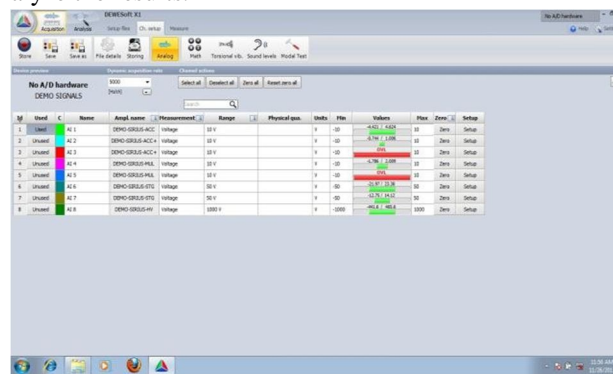 DEWESoft X1
No A/D hardware
Acquisition Analysis Setup files Ch. setup Measure
Help
Store Save Save as File details Storing Analog Math Torsional vib. Sound levels Modal Test
Device preview Dynamic acquisition rate Channel actions
No A/D hardware
DEMO SIGNALS
5000
Select all Deselect all Zero all Reset zero all
Search
Used C Name Ampl. name Measurement Range Physical qua. Units Min Values Max Zero Setup
1 Used AI 1 DEMO-SIRIUS-ACC Voltage 10 V V -10 10 Zero Setup
2 Unused AI 2 DEMO-SIRIUS-ACC+ Voltage 10 V V -10 10 Zero Setup
3 Unused AI 3 DEMO-SIRIUS-ACC+ Voltage 10 V V -10 OVL 10 Zero Setup
4 Unused AI 4 DEMO-SIRIUS-MUL Voltage 10 V V -10 10 Zero Setup
5 Unused AI 5 DEMO-SIRIUS-MUL Voltage 10 V V -10 OVL 10 Zero Setup
6 Unused AI 6 DEMO-SIRIUS-STG Voltage 50 V V -50 50 Zero Setup
7 Unused AI 7 DEMO-SIRIUS-STG Voltage 50 V V -50 50 Zero Setup
8 Unused AI 8 DEMO-SIRIUS-HV Voltage 1000 V V -1000 1000 Zero Setup